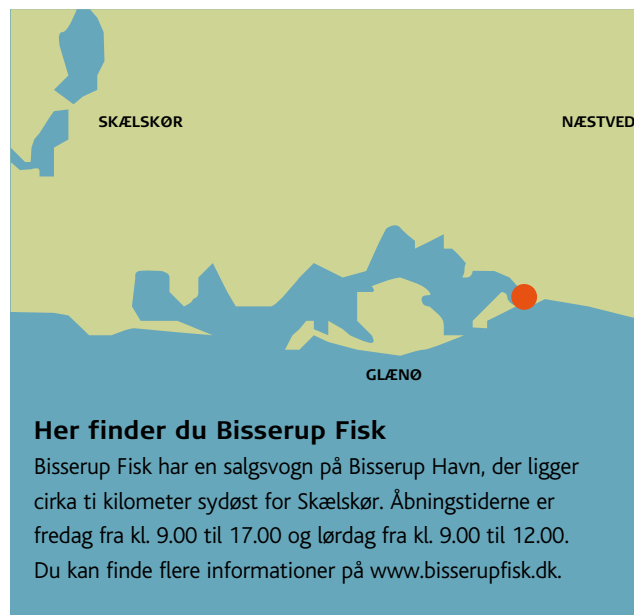 SKÆLSKØR
NÆSTVED
GLÆNØ
Her finder du Bisserup Fisk
Bisserup Fisk har en salgsvogn på Bisserup Havn, der ligger
cirka ti kilometer sydøst for Skælskør. Åbningstiderne er
fredag fra kl. 9.00 til 17.00 og lørdag fra kl. 9.00 til 12.00.
Du kan finde flere informationer på www.bisserupfisk.dk.